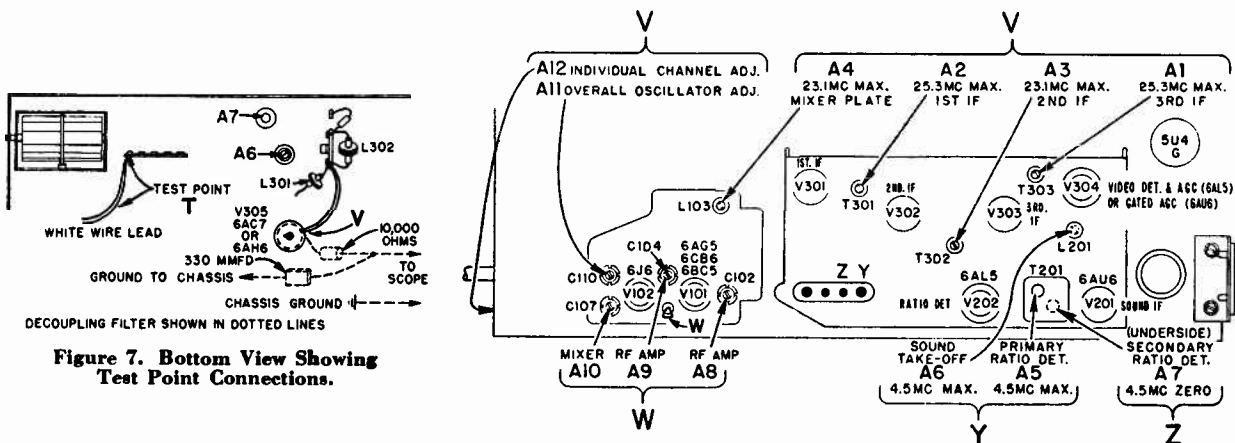 A7
A6
L302
L301
TEST POINT
T
WHITE WIRE LEAD
V305
6AC7
OR
6AH6
V
10,000
OHMS
330 MMFD
GROUND TO CHASSIS
TO
SCOPE
CHASSIS GROUND
DECOUPLING FILTER SHOWN IN DOTTED LINES
Figure 7. Bottom View Showing
Test Point Connections.
V
A12 INDIVIDUAL CHANNEL ADJ.
A11 OVERALL OSCILLATOR ADJ.
V
A4
23.1MC MAX.
MIXER PLATE
A2
25.3MC MAX.
1ST IF
A3
23.1MC MAX.
2ND IF
A1
25.3MC MAX.
3RD IF
5U4
G
1ST. IF
V301
T301
2ND. IF
V302
T302
V303
3RD.
IF
T303
V304
VIDEO DET. & AGC (6AL5)
OR GATED AGC (6AU6)
L201
L103
C104
6J6
6AG5
6CB6
6BC5
C110
V102
V101
C102
C107
W
Z Y
RATIO DET
6AL5
V202
T201
6AU6
V201
SOUND IF
MIXER
A10
RF AMP
A9
RF AMP
A8
W
SOUND
TAKE-OFF
A6
4.5MC MAX.
PRIMARY
RATIO DET.
A5
4.5MC MAX.
Y
(UNDERSIDE)
SECONDARY
RATIO DET.
A7
4.5MC ZERO
Z